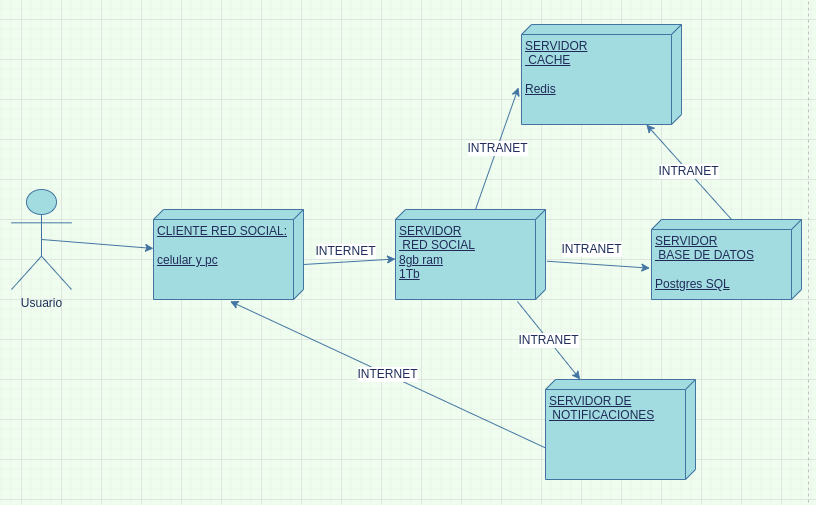 SERVIDOR
CACHE
Redis
INTRANET
INTRANET
CLIENTE RED SOCIAL:
celular y pc
INTERNET
SERVIDOR
RED SOCIAL
8gb ram
1Tb
INTRANET
SERVIDOR
BASE DE DATOS
Postgres SQL
Usuario
INTRANET
INTERNET
SERVIDOR DE
NOTIFICACIONES